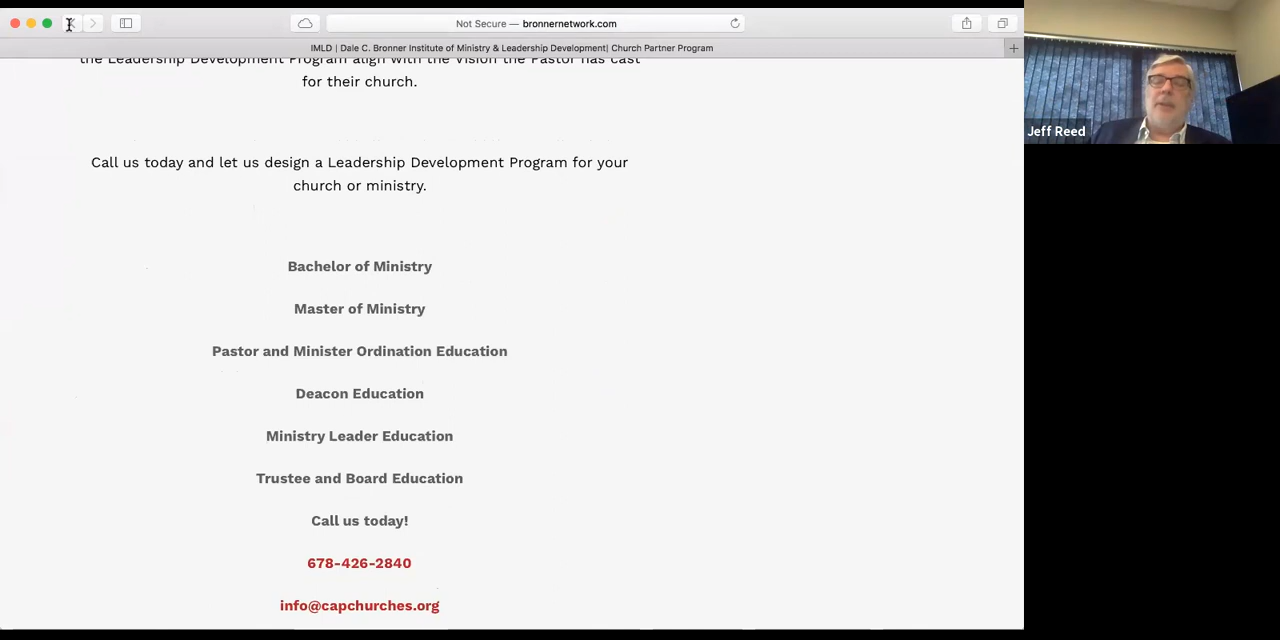 Not Secure — bronnernetwork.com
IMLD | Dale C. Bronner Institute of Ministry & Leadership Development| Church Partner Program
the Leadership Development Program align with the Vision the Pastor has cast
for their church.
Call us today and let us design a Leadership Development Program for your
church or ministry.
Bachelor of Ministry
Master of Ministry
Pastor and Minister Ordination Education
Deacon Education
Ministry Leader Education
Trustee and Board Education
Call us today!
678-426-2840
info@capchurches.org
Jeff Reed